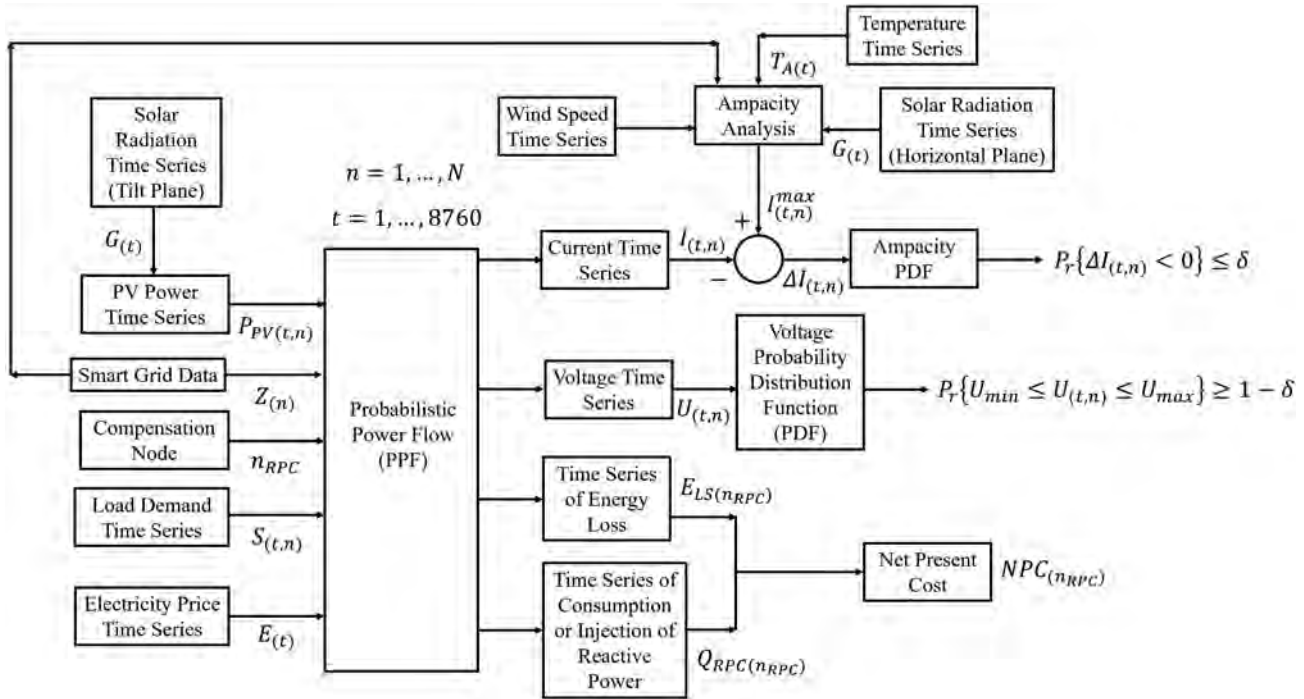 Temperature
Time Series
T_{A(t)}
Solar
Radiation
Time Series
(Tilt Plane)
Wind Speed
Time Series
Ampacity
Analysis
Solar Radiation
Time Series
(Horizontal Plane)
G_{(t)}
n = 1, ..., N
t = 1, ..., 8760
I^{max}_{(t,n)}
+
G_{(t)}
Current Time
Series
I_{(t,n)}
−
ΔI_{(t,n)}
Ampacity
PDF
P_r{ΔI_{(t,n)} < 0} ≤ δ
PV Power
Time Series
P_{PV(t,n)}
Smart Grid Data
Z_{(n)}
Compensation
Node
n_{RPC}
Load Demand
Time Series
S_{(t,n)}
Electricity Price
Time Series
E_{(t)}
Probabilistic
Power Flow
(PPF)
Voltage Time
Series
U_{(t,n)}
Voltage
Probability
Distribution
Function
(PDF)
P_r{U_{min} ≤ U_{(t,n)} ≤ U_{max}} ≥ 1 − δ
Time Series
of Energy
Loss
E_{LS(n_{RPC})}
Time Series of
Consumption
or Injection of
Reactive
Power
Q_{RPC(n_{RPC})}
Net Present
Cost
NPC_{(n_{RPC})}